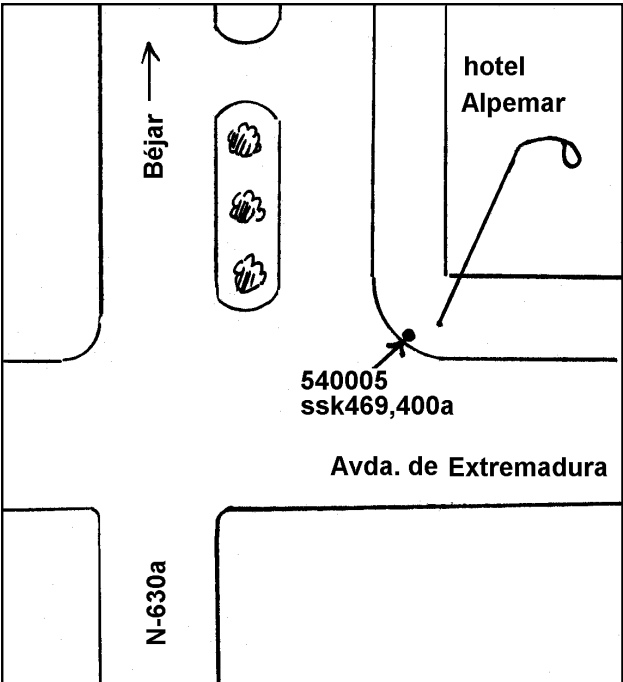 hotel
Alpemar
Béjar
540005
ssk469,400a
Avda. de Extremadura
N-630a